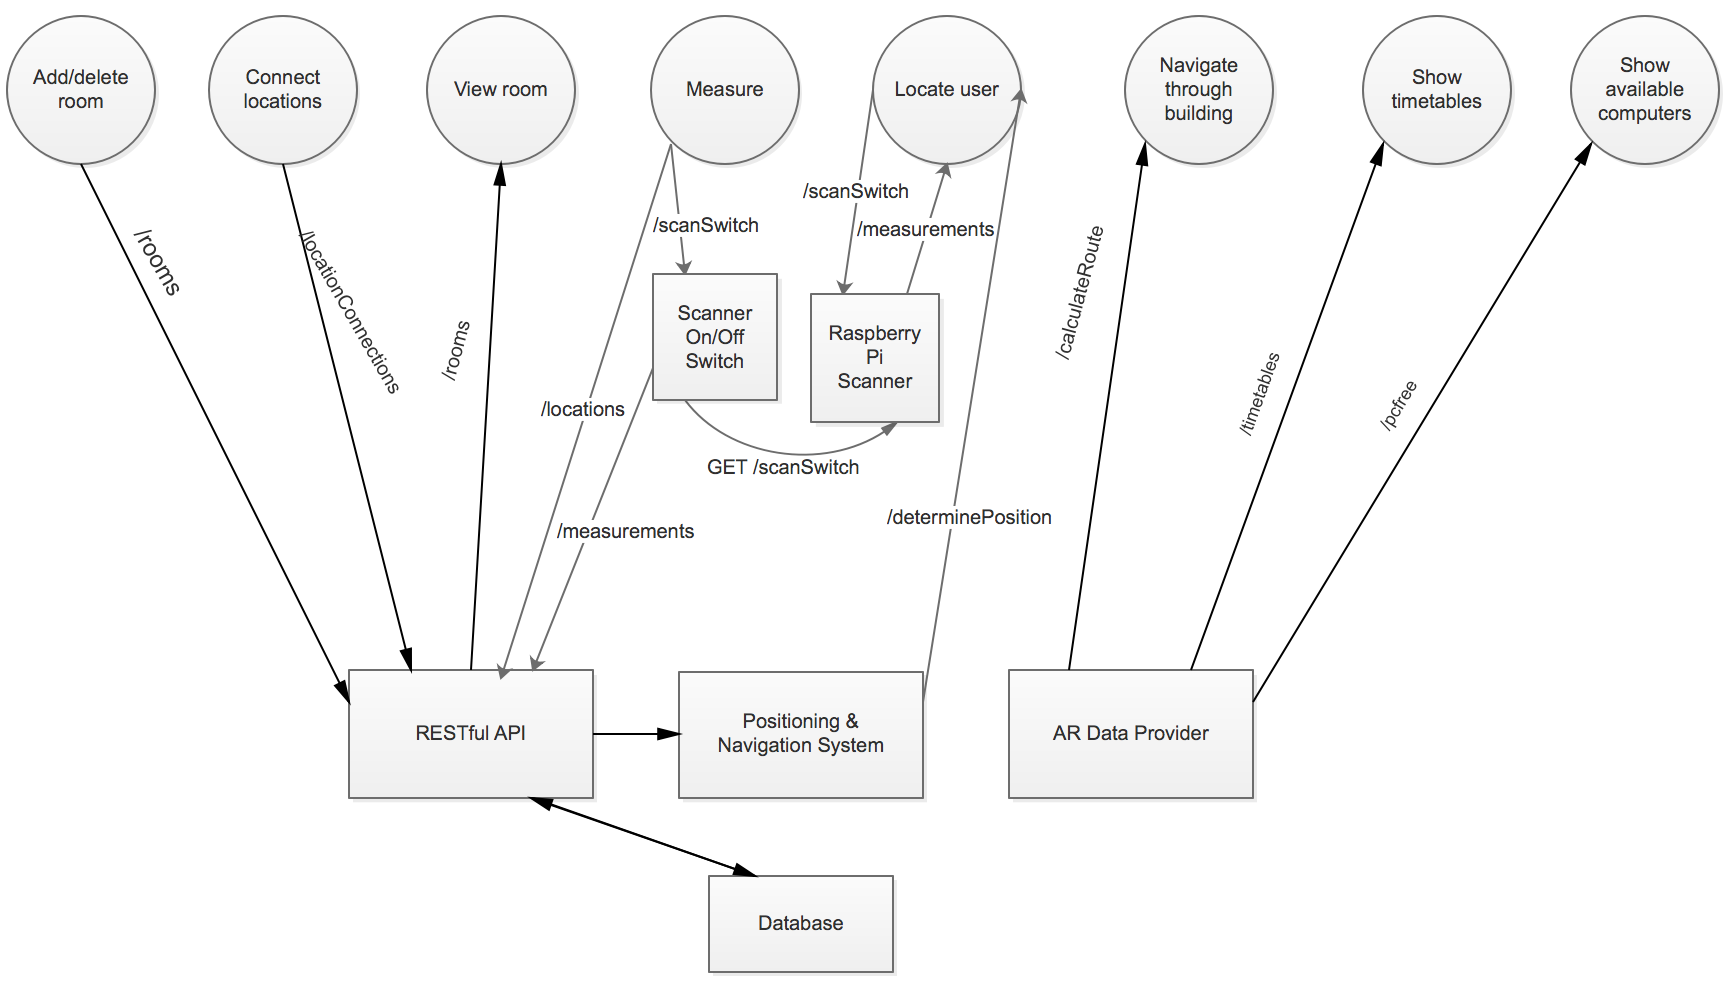 Add/delete
room
Connect
locations
View room
Measure
Locate user
Navigate
through
building
Show
timetables
Show
available
computers
/rooms
/locationConnections
/rooms
/scanSwitch
/scanSwitch
/measurements
/calculateRoute
/timetables
/pcfree
Scanner
On/Off
Switch
Raspberry
Pi
Scanner
/locations
GET /scanSwitch
/measurements
/determinePosition
RESTful API
Positioning &
Navigation System
AR Data Provider
Database